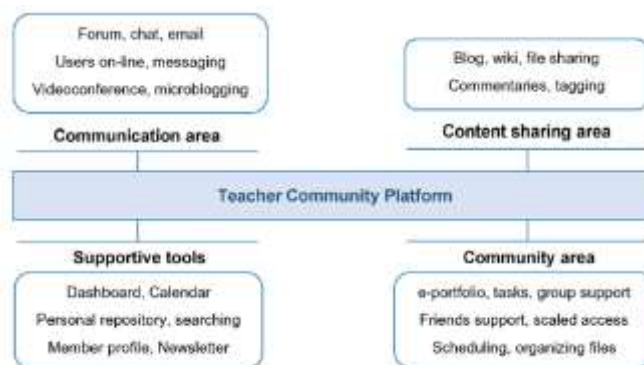 Forum, chat, email
Users on-line, messaging
Videoconference, microblogging
Communication area
Blog, wiki, file sharing
Commentaries, tagging
Content sharing area
Teacher Community Platform
Supportive tools
Dashboard, Calendar
Personal repository, searching
Member profile, Newsletter
Community area
e-portfolio, tasks, group support
Friends support, scaled access
Scheduling, organizing files